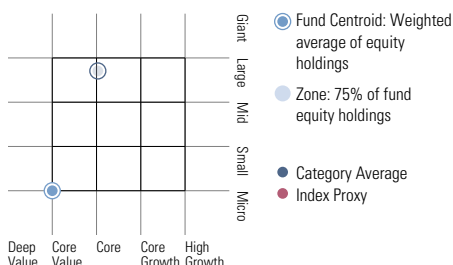 Giant
Large
Mid
Small
Micro
Deep Value
Core Value
Core
Core Growth
High Growth
Fund Centroid: Weighted
average of equity
holdings
Zone: 75% of fund
equity holdings
Category Average
Index Proxy